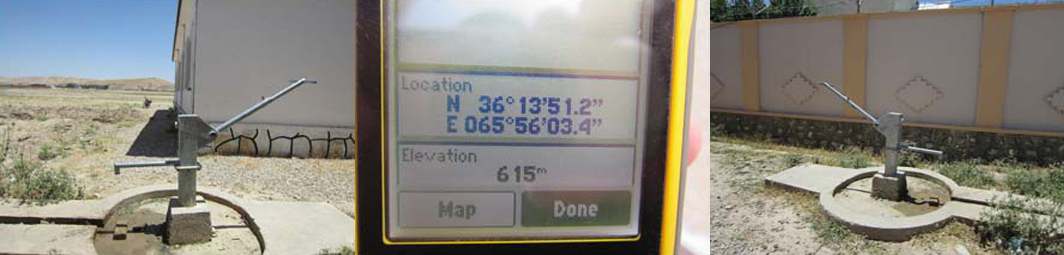 Location
N 36°13'51.2"
E 065°56'03.4"
Elevation
615m
Map
Done